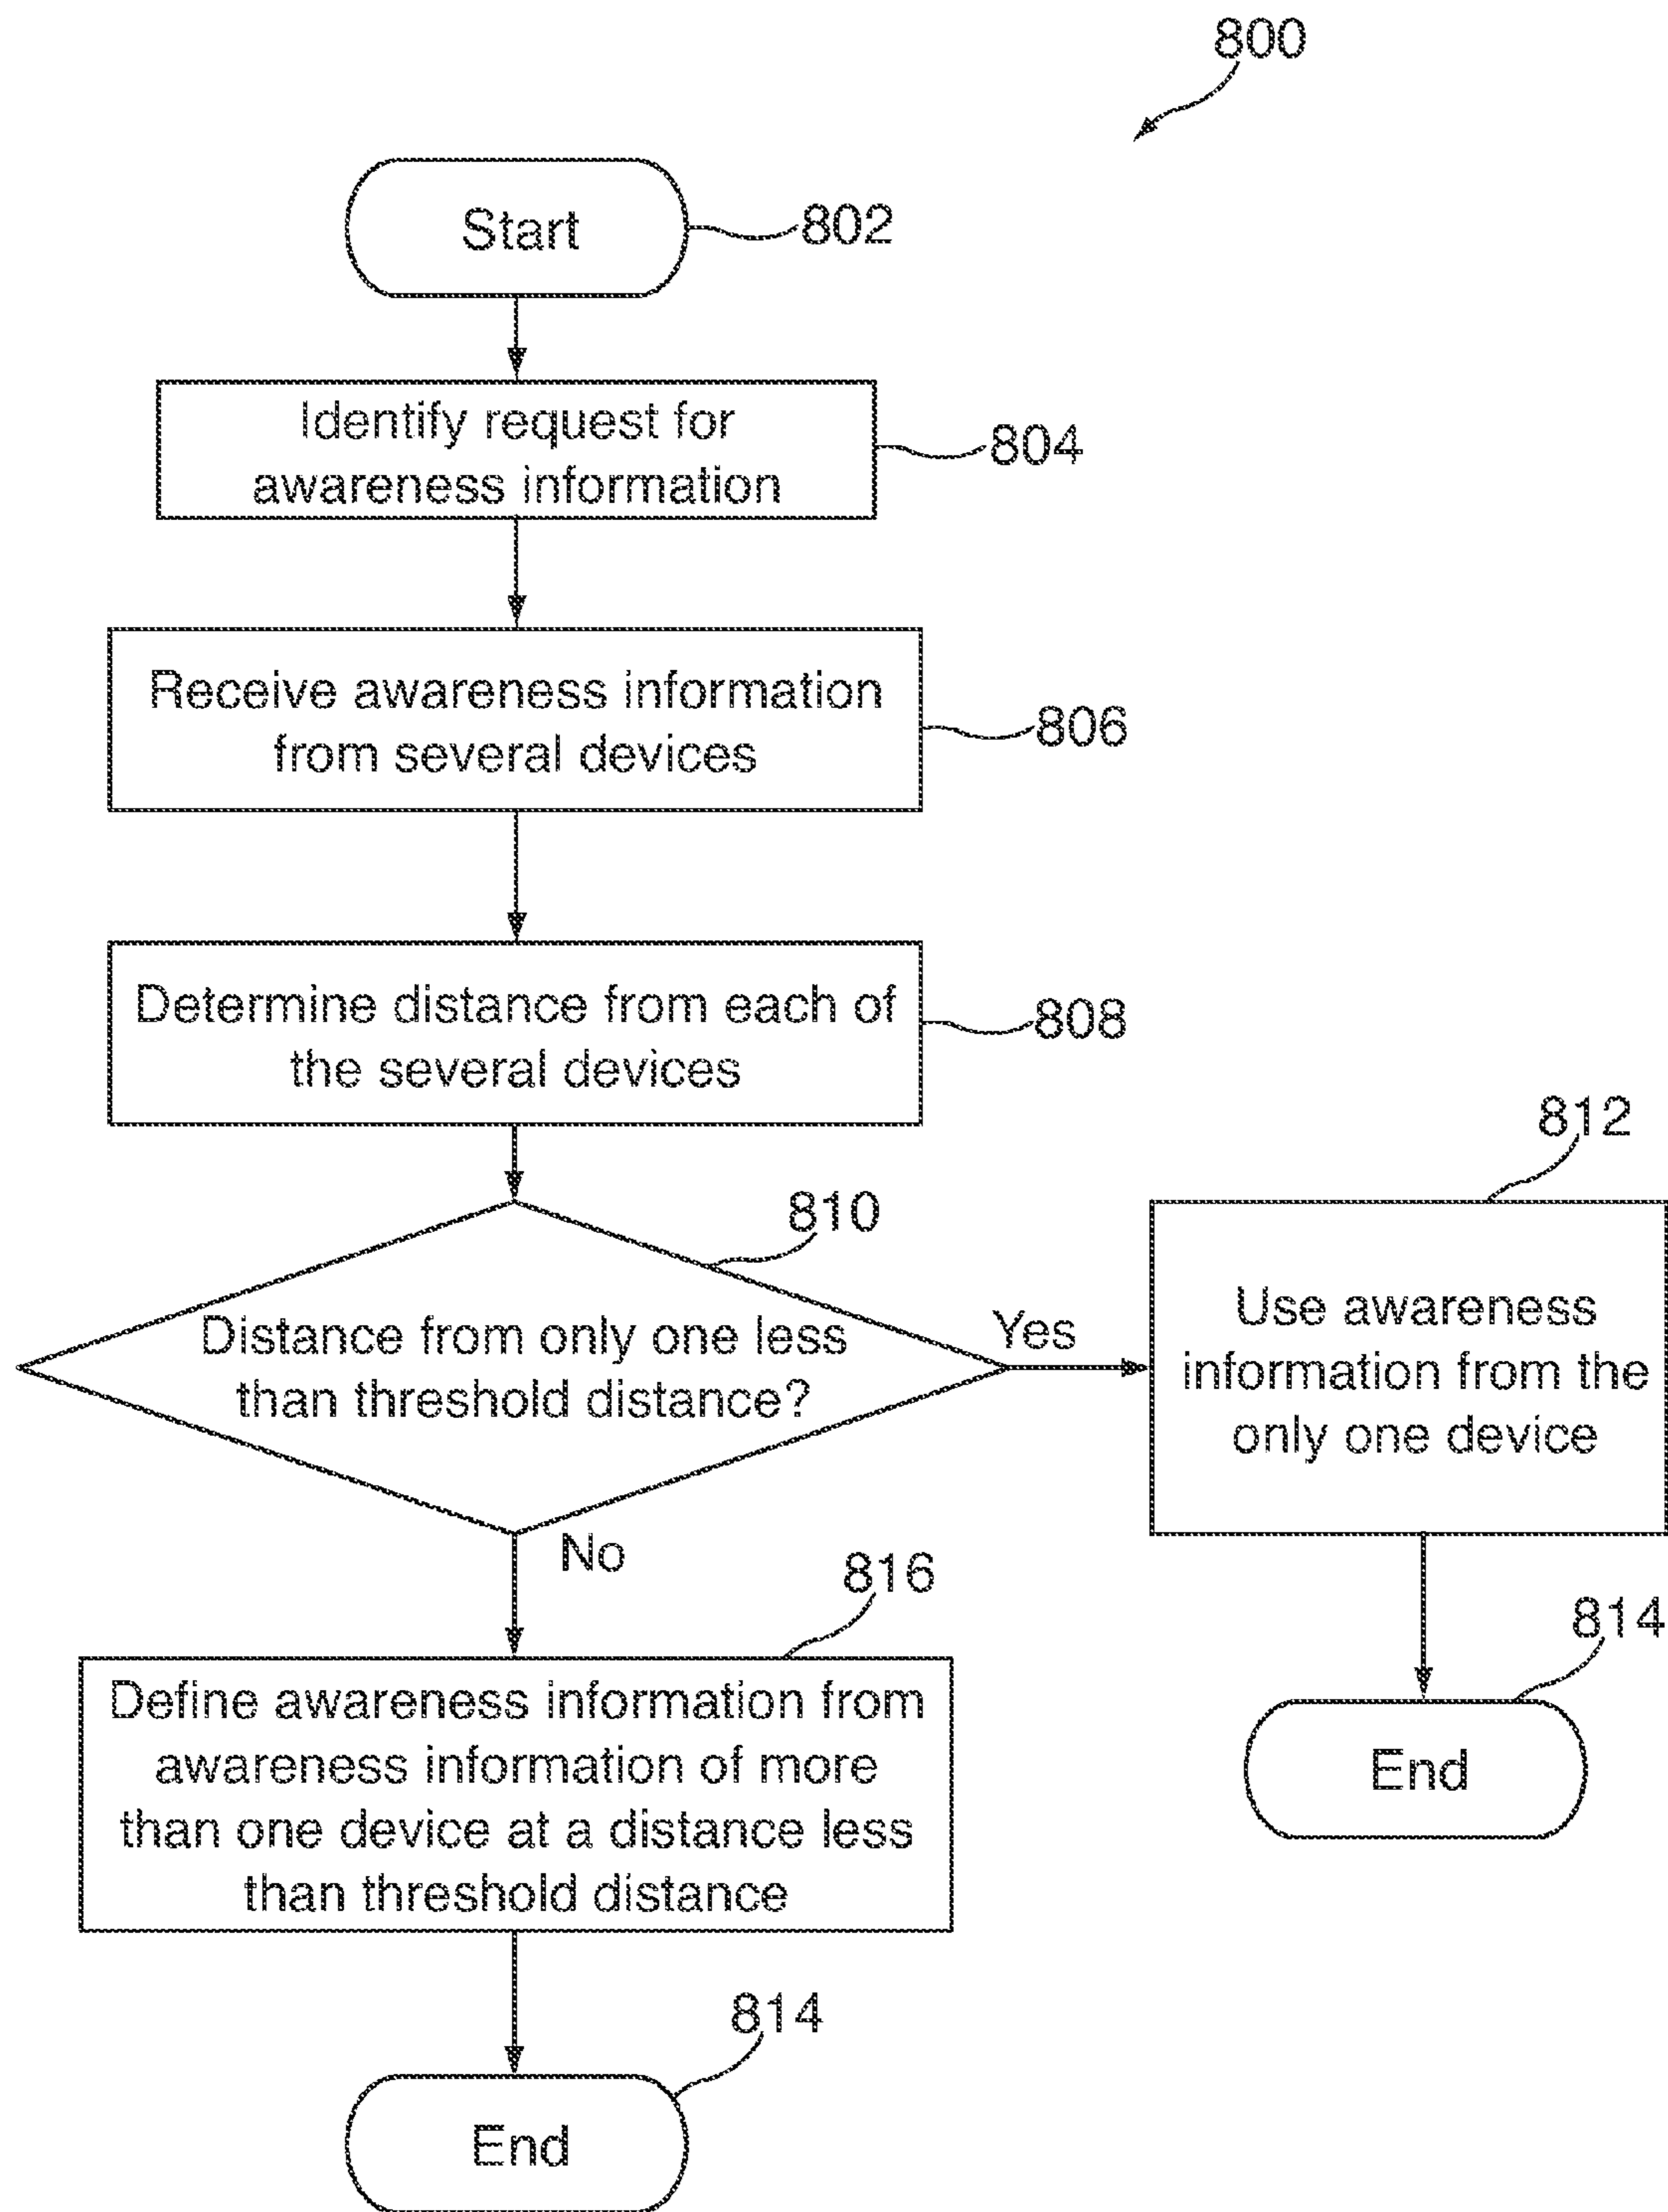 800
Start
802
Identify request for
awareness information
804
Receive awareness information
from several devices
806
Determine distance from each of
the several devices
808
810
Distance from only one less
than threshold distance?
Yes
812
Use awareness
information from the
only one device
No
816
Define awareness information from
awareness information of more
than one device at a distance less
than threshold distance
814
End
814
End